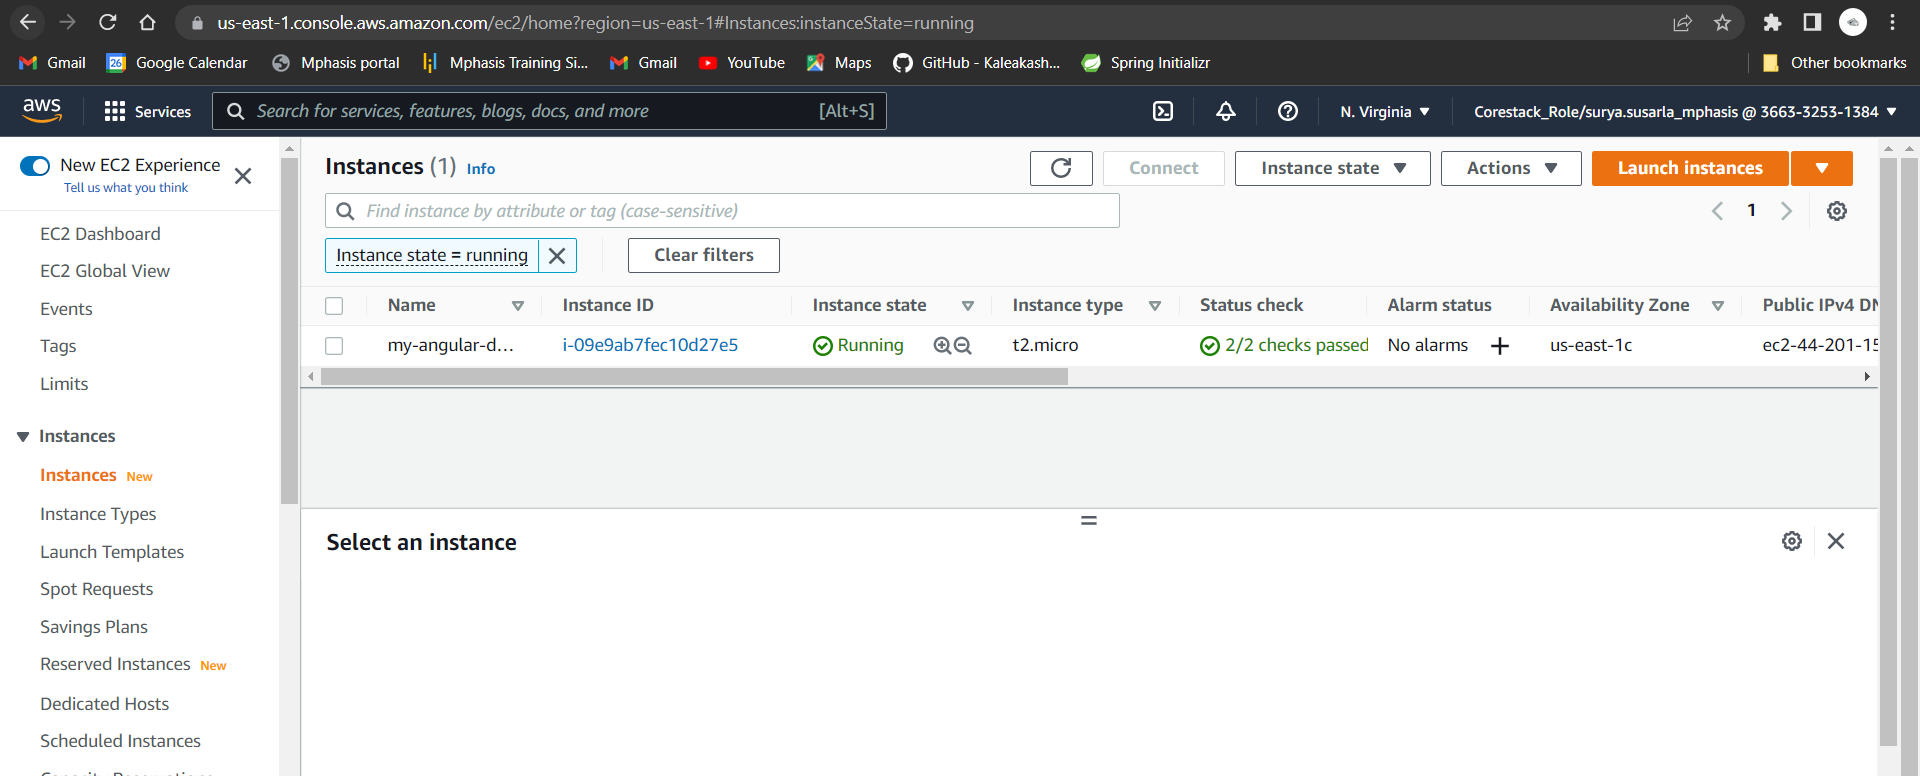 us-east-1.console.aws.amazon.com/ec2/home?region=us-east-1#Instances:instanceState=running
Gmail 26 Google Calendar Mphasis portal Mphasis Training Si... Gmail YouTube Maps GitHub - Kaleakash... Spring Initializr Other bookmarks
aws Services Search for services, features, blogs, docs, and more [Alt+S] N. Virginia Corestack_Role/surya.susarla_mphasis @ 3663-3253-1384
New EC2 Experience
Tell us what you think
EC2 Dashboard
EC2 Global View
Events
Tags
Limits
Instances
Instances New
Instance Types
Launch Templates
Spot Requests
Savings Plans
Reserved Instances New
Dedicated Hosts
Scheduled Instances
Instances (1) Info Connect Instance state Actions Launch instances
Find instance by attribute or tag (case-sensitive) 1
Instance state = running Clear filters
Name Instance ID Instance state Instance type Status check Alarm status Availability Zone Public IPv4 DN
my-angular-d... i-09e9ab7fec10d27e5 Running t2.micro 2/2 checks passed No alarms us-east-1c ec2-44-201-15
Select an instance